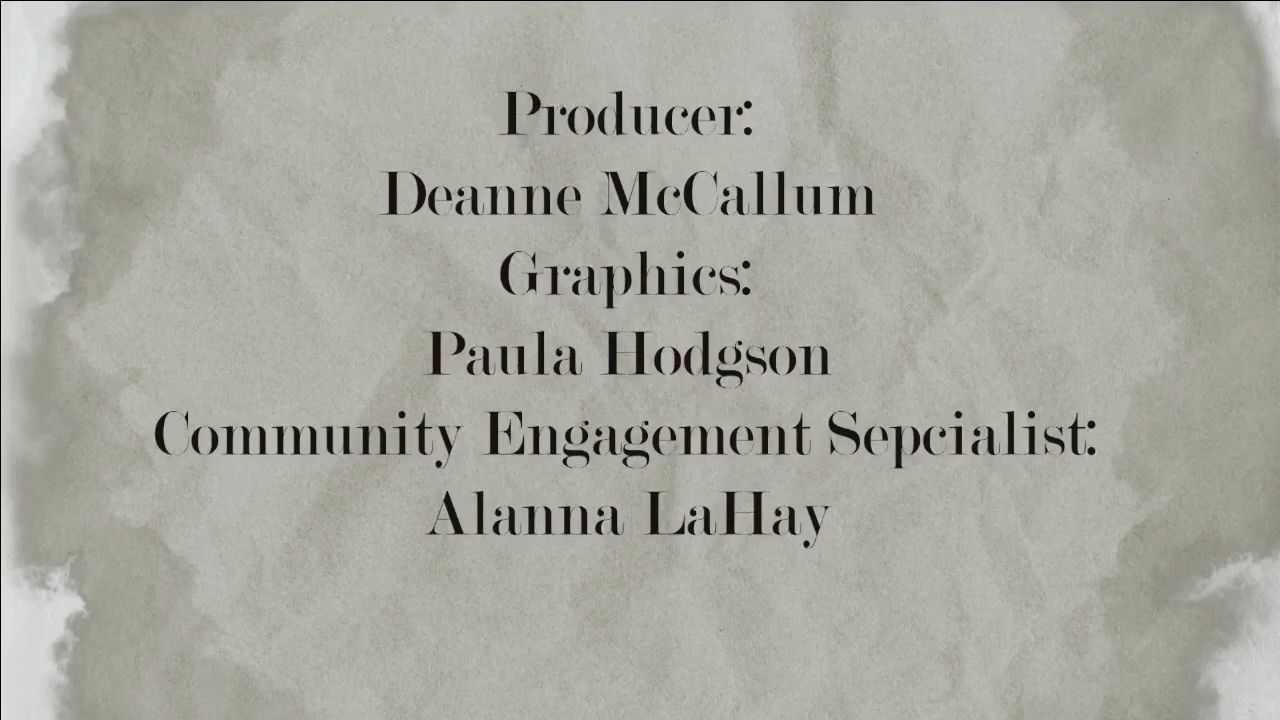 Producer:
Deanne McCallum
Graphics:
Paula Hodgson
Community Engagement Sepcialist:
Alanna LaHay